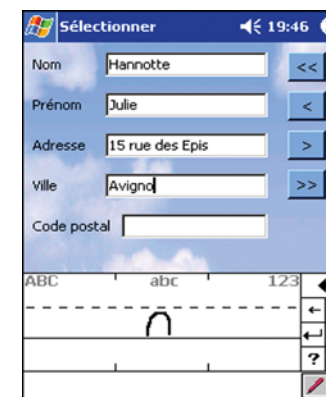 Sélectionner 19:46
Nom Hannotte <<
Prénom Julie <
Adresse 15 rue des Epis >
Ville Avigno >>
Code postal
ABC abc 123
n
?